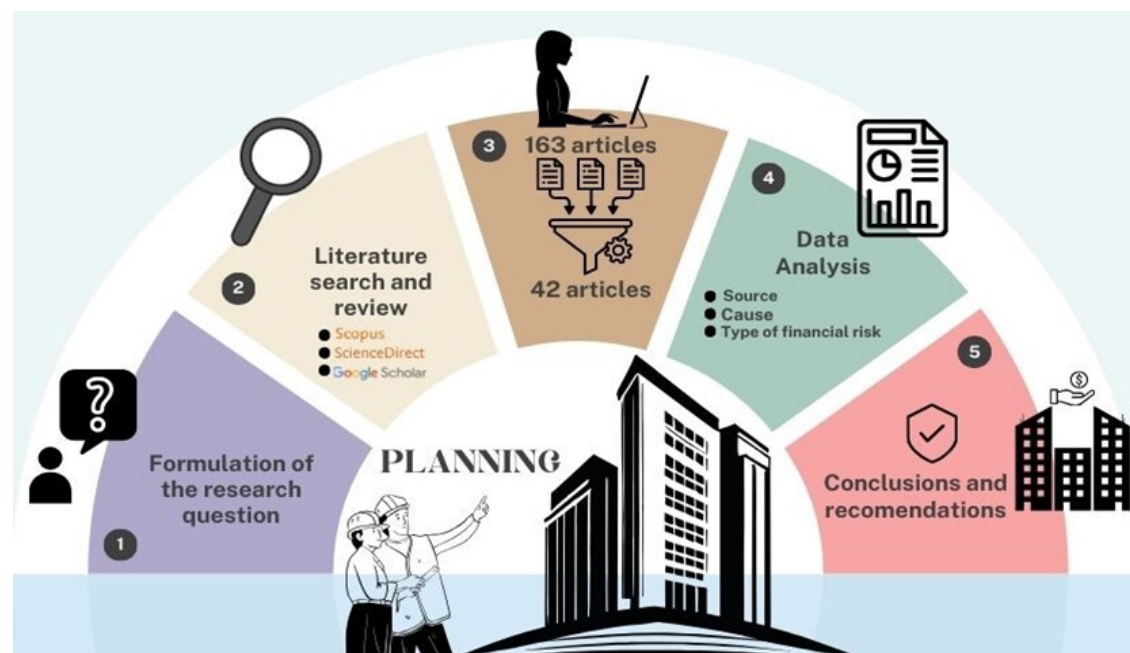 1
Formulation of
the research
question
2
Literature
search and
review
Scopus
ScienceDirect
Google Scholar
3
163 articles
42 articles
4
Data
Analysis
Source
Cause
Type of financial risk
5
Conclusions and
recomendations
PLANNING
?
$